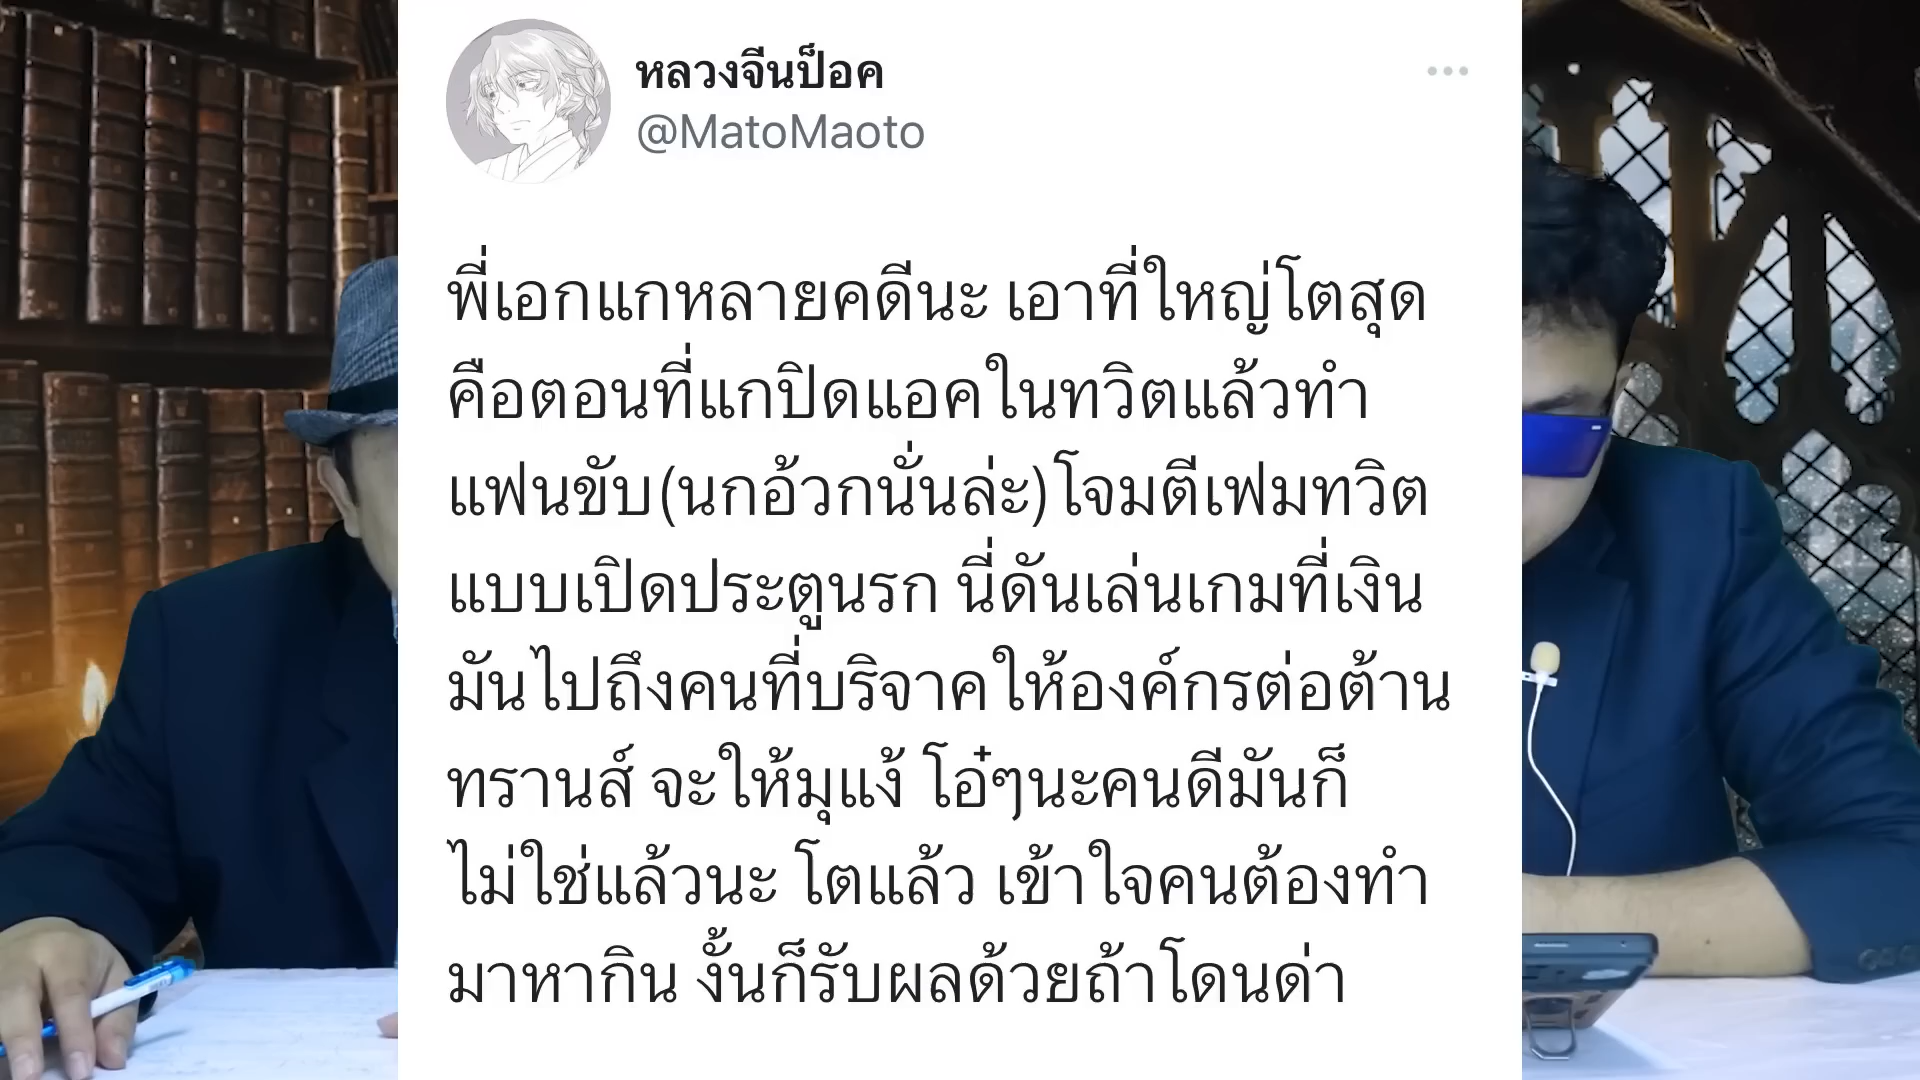 หลวงจีนป็อค
@MatoMaoto
พี่เอกแกหลายคดีนะ เอาที่ใหญ่โตสุด
คือตอนที่แกปิดแอคในทวิตแล้วทำ
แฟนขับ(นกอ้วกนั่นล่ะ)โจมตีเฟมทวิต
แบบเปิดประตูนรก นี่ดันเล่นเกมที่เงิน
มันไปถึงคนที่บริจาคให้องค์กรต่อต้าน
ทรานส์ จะให้มุแง้ โอ๋ๆนะคนดีมันก็
ไม่ใช่แล้วนะ โตแล้ว เข้าใจคนต้องทำ
มาหากิน งั้นก็รับผลด้วยถ้าโดนด่า